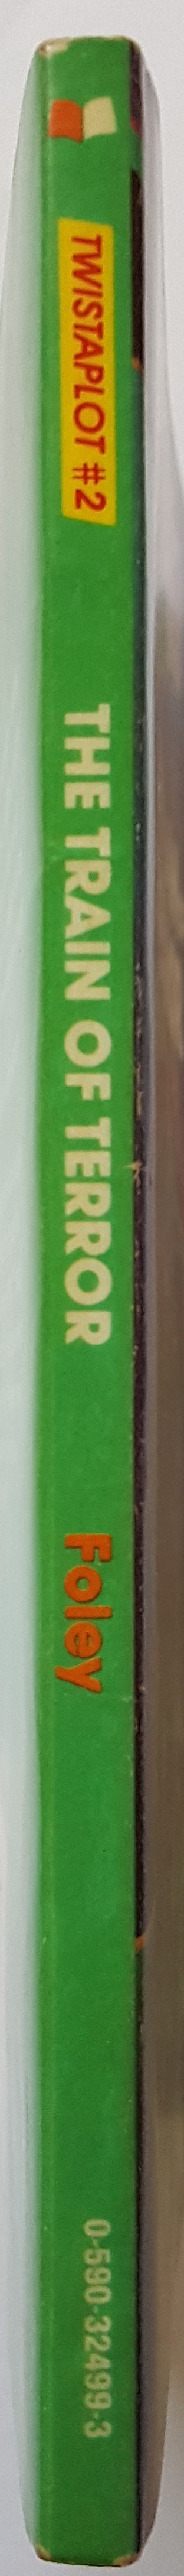 TWISTAPLOT #2
THE TRAIN OF TERROR
Foley
0-590-32499-3